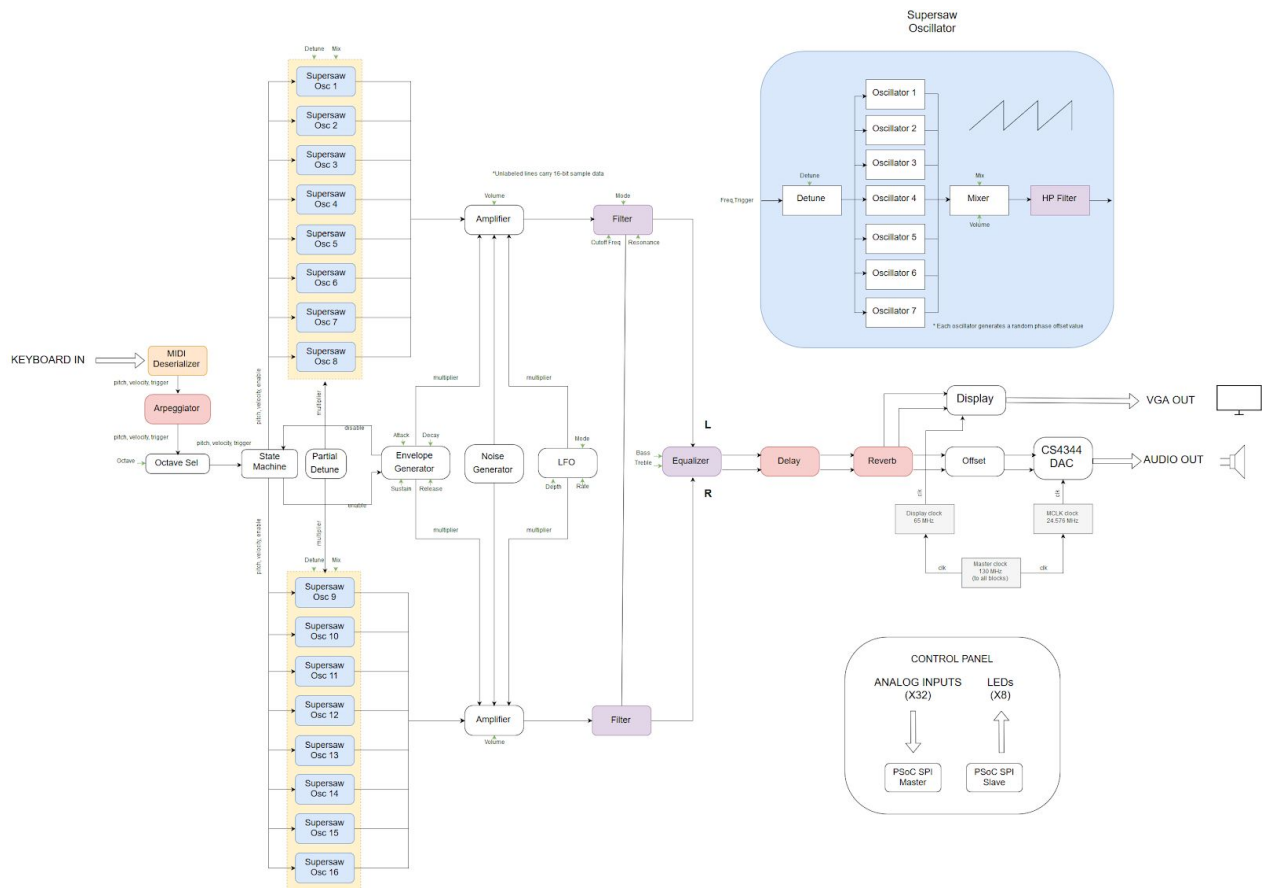 Supersaw
Oscillator
Detune
Mix
Supersaw
Osc 1
Supersaw
Osc 2
Supersaw
Osc 3
Supersaw
Osc 4
Supersaw
Osc 5
Supersaw
Osc 6
Supersaw
Osc 7
Supersaw
Osc 8
*Unlabeled lines carry 16-bit sample data
Volume
Amplifier
Mode
Filter
Cutoff Freq
Resonance
Freq,Trigger
Detune
Detune
Oscillator 1
Oscillator 2
Oscillator 3
Oscillator 4
Oscillator 5
Oscillator 6
Oscillator 7
Mix
Mixer
Volume
HP Filter
* Each oscillator generates a random phase offset value
KEYBOARD IN
MIDI
Deserializer
pitch, velocity, trigger
Arpeggiator
pitch, velocity, trigger
Octave
Octave Sel
pitch, velocity, trigger
pitch, velocity, enable
State
Machine
multiplier
Partial
Detune
disable
enable
Attack
Decay
Envelope
Generator
Sustain
Release
multiplier
multiplier
Noise
Generator
multiplier
Mode
LFO
Depth
Rate
multiplier
pitch, velocity, enable
multiplier
L
R
Bass
Treble
Equalizer
Delay
Reverb
Display
VGA OUT
Offset
CS4344
DAC
AUDIO OUT
clk
clk
Display clock
65 MHz
MCLK clock
24.576 MHz
clk
Master clock
130 MHz
(to all blocks)
clk
Detune
Mix
Supersaw
Osc 9
Supersaw
Osc 10
Supersaw
Osc 11
Supersaw
Osc 12
Supersaw
Osc 13
Supersaw
Osc 14
Supersaw
Osc 15
Supersaw
Osc 16
Amplifier
Volume
Filter
CONTROL PANEL
ANALOG INPUTS
(X32)
LEDs
(X8)
PSoC SPI
Master
PSoC SPI
Slave